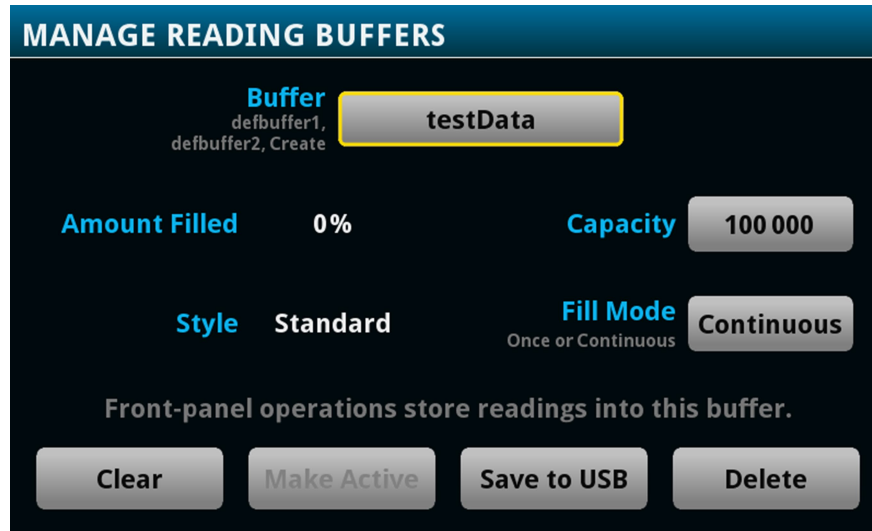 MANAGE READING BUFFERS
Buffer
defbuffer1,
defbuffer2, Create
testData
Amount Filled
0%
Capacity
100 000
Style
Standard
Fill Mode
Once or Continuous
Continuous
Front-panel operations store readings into this buffer.
Clear
Make Active
Save to USB
Delete